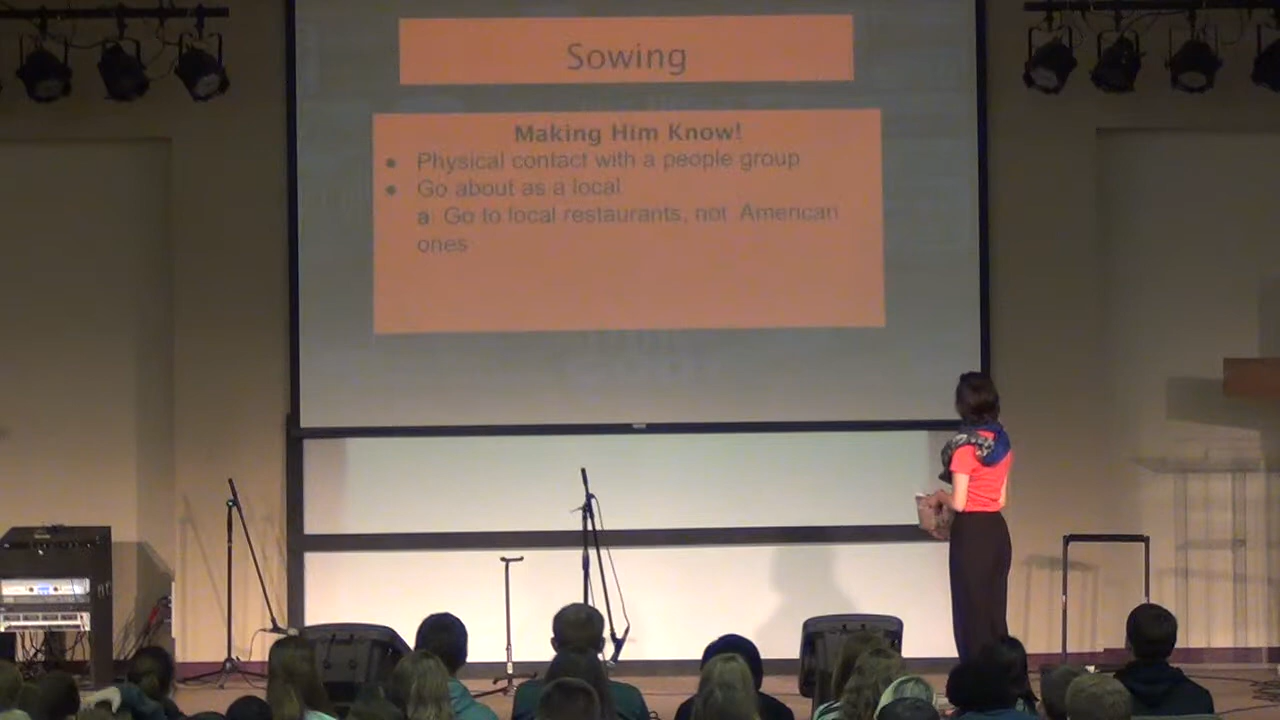 Sowing
Making Him Know!
● Physical contact with a people group
● Go about as a local
a Go to local restaurants, not American
ones